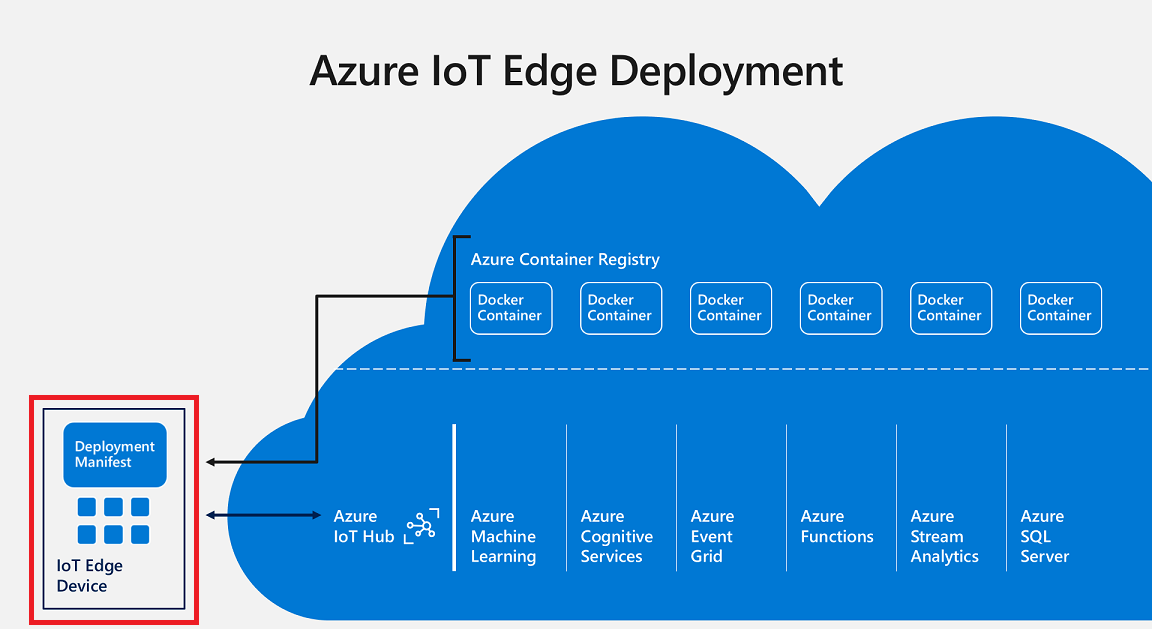 Azure IoT Edge Deployment
Azure Container Registry
Docker
Container
Docker
Container
Docker
Container
Docker
Container
Docker
Container
Docker
Container
Deployment
Manifest
IoT Edge
Device
Azure
IoT Hub
Azure
Machine
Learning
Azure
Cognitive
Services
Azure
Event
Grid
Azure
Functions
Azure
Stream
Analytics
Azure
SQL
Server